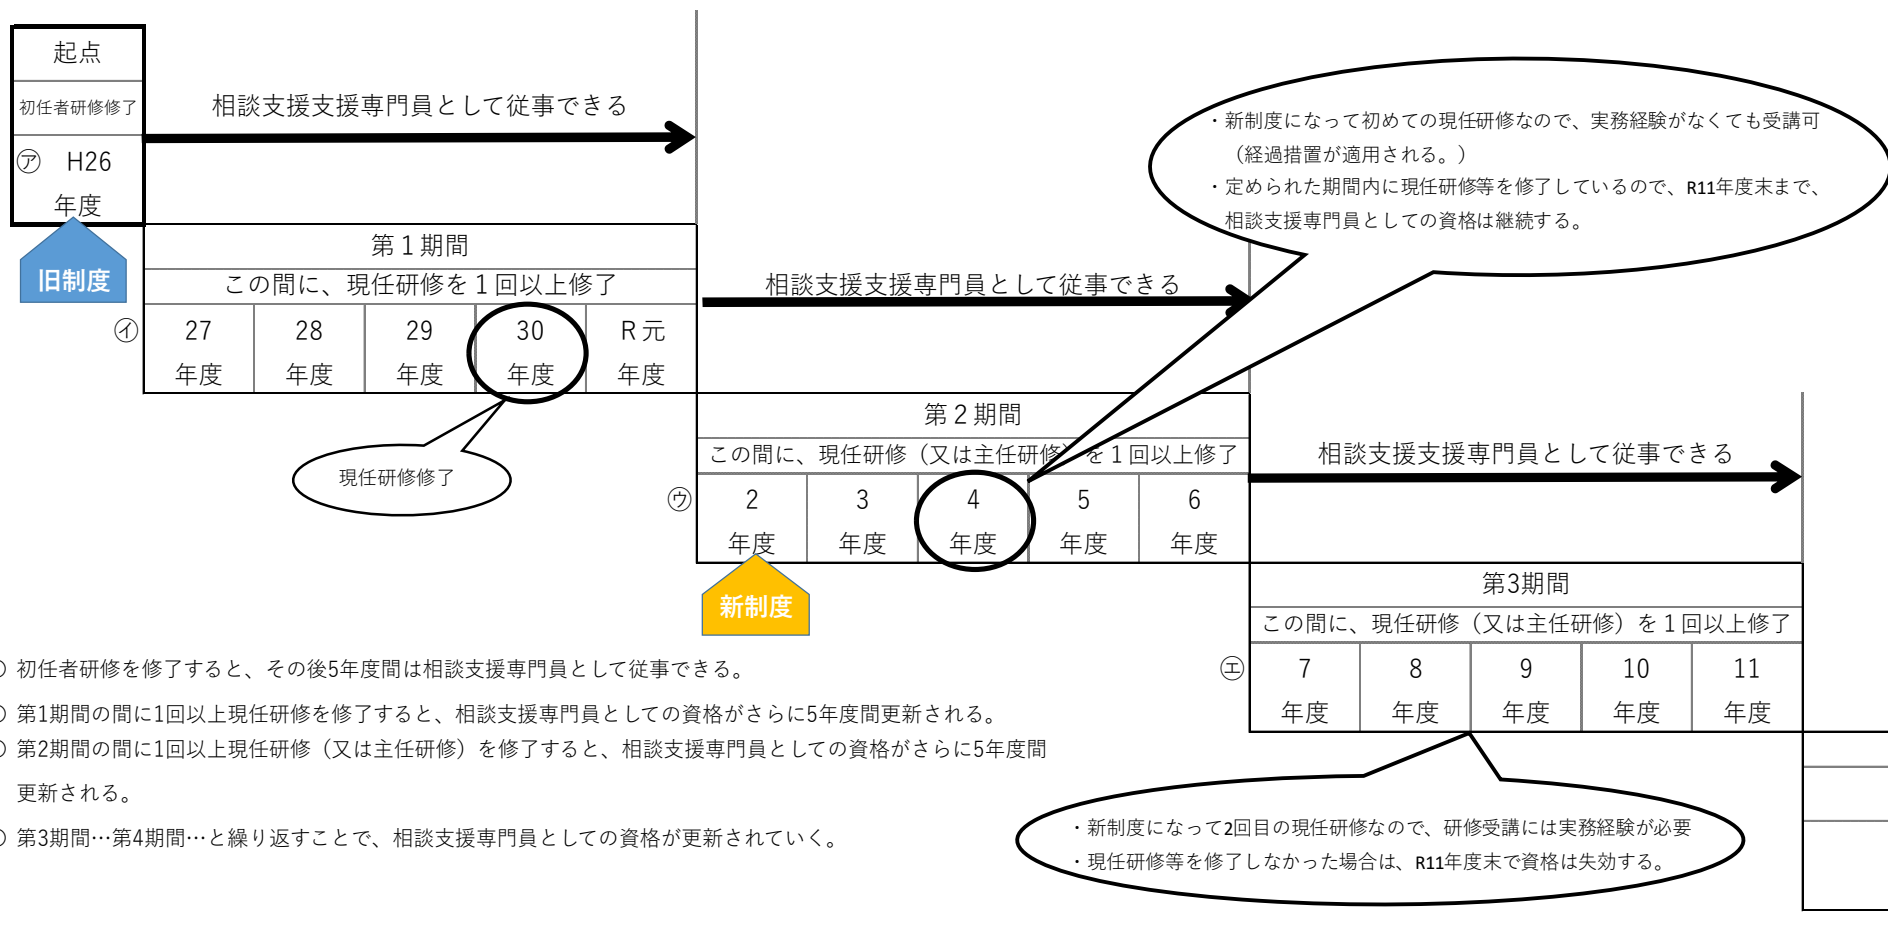 起点
初任者研修修了
㋐ H26
年度
旧制度
相談支援支援専門員として従事できる
・新制度になって初めての現任研修なので、実務経験がなくても受講可
（経過措置が適用される。）
・定められた期間内に現任研修等を修了しているので、R11年度末まで、
相談支援専門員としての資格は継続する。
第１期間
この間に、現任研修を１回以上修了
㋑ 27 28 29 30 R元
年度 年度 年度 年度 年度
現任研修修了
相談支援支援専門員として従事できる
第２期間
この間に、現任研修（又は主任研修）を１回以上修了
㋒ 2 3 4 5 6
年度 年度 年度 年度 年度
新制度
相談支援支援専門員として従事できる
第3期間
この間に、現任研修（又は主任研修）を１回以上修了
㋓ 7 8 9 10 11
年度 年度 年度 年度 年度
初任者研修を修了すると、その後5年度間は相談支援専門員として従事できる。
第1期間の間に1回以上現任研修を修了すると、相談支援専門員としての資格がさらに5年度間更新される。
第2期間の間に1回以上現任研修（又は主任研修）を修了すると、相談支援専門員としての資格がさらに5年度間
更新される。
第3期間…第4期間…と繰り返すことで、相談支援専門員としての資格が更新されていく。
・新制度になって2回目の現任研修なので、研修受講には実務経験が必要
・現任研修等を修了しなかった場合は、R11年度末で資格は失効する。